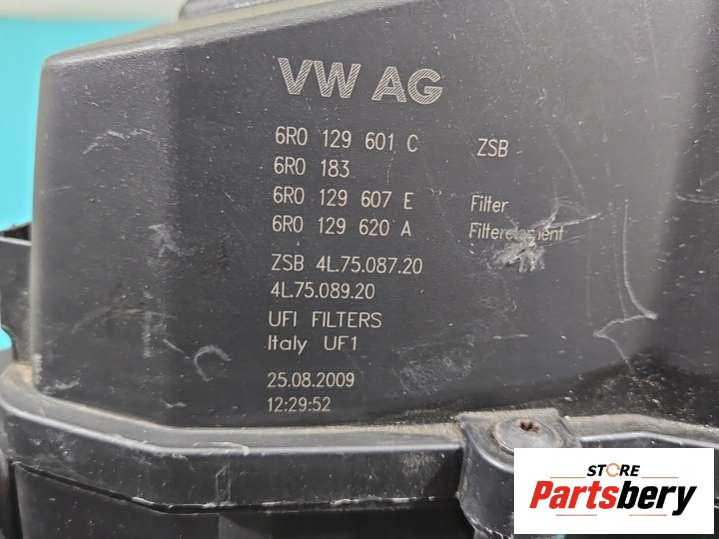 VW AG
6R0 129 601 C ZSB
6R0 183
6R0 129 607 E Filter
6R0 129 620 A
ZSB 4L.75.087.20
4L.75.089.20
UFI FILTERS
Italy UF1
25.08.2009
12:29:52
STORE
Partsbery